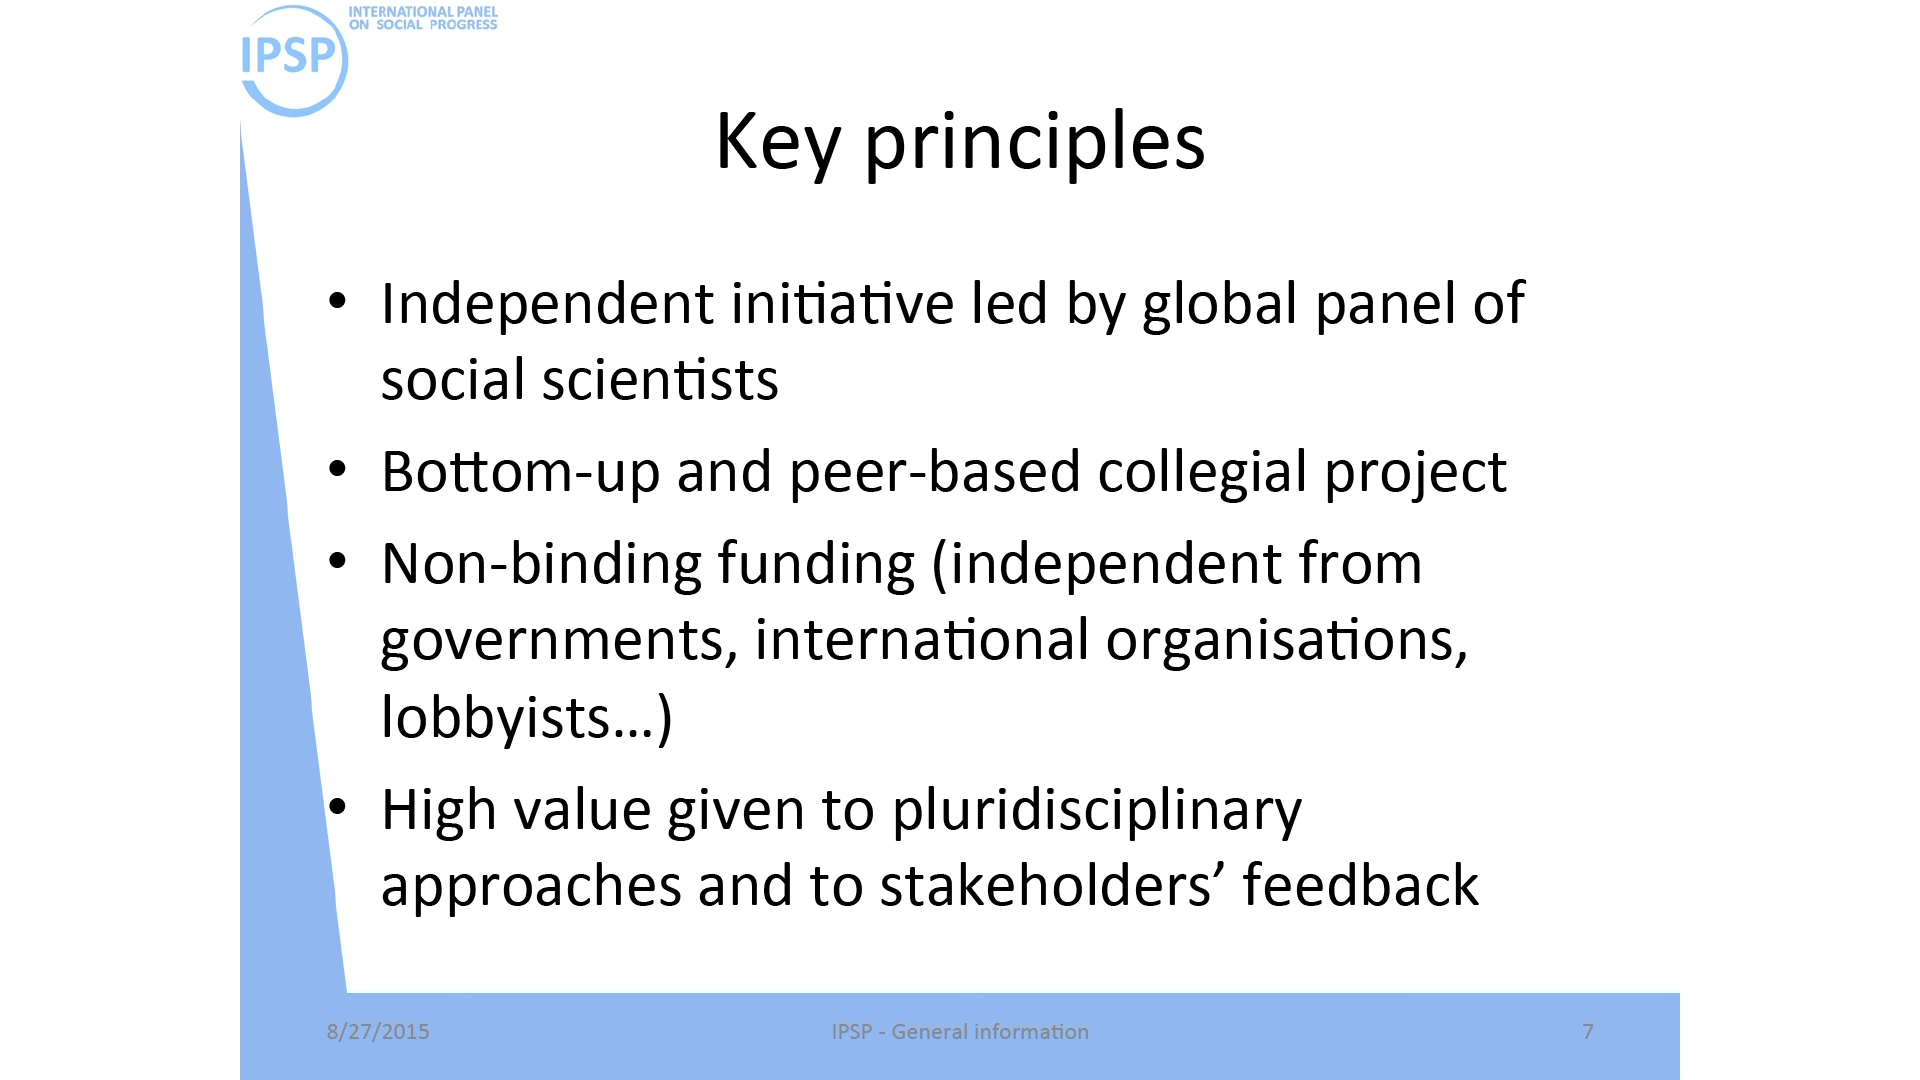 INTERNATIONAL PANEL
ON SOCIAL PROGRESS
IPSP
Key principles
• Independent initiative led by global panel of
social scientists
• Bottom-up and peer-based collegial project
• Non-binding funding (independent from
governments, international organisations,
lobbyists...)
• High value given to pluridisciplinary
approaches and to stakeholders’ feedback
8/27/2015
IPSP - General information
7